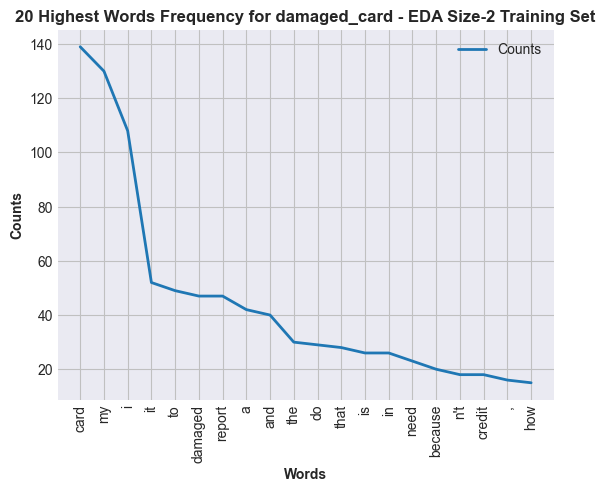 20 Highest Words Frequency for damaged_card - EDA Size-2 Training Set
Counts
140
120
100
80
60
40
20
Counts
card
my
i
it
to
damaged
report
a
and
the
do
that
is
in
need
because
n't
credit
,
how
Words